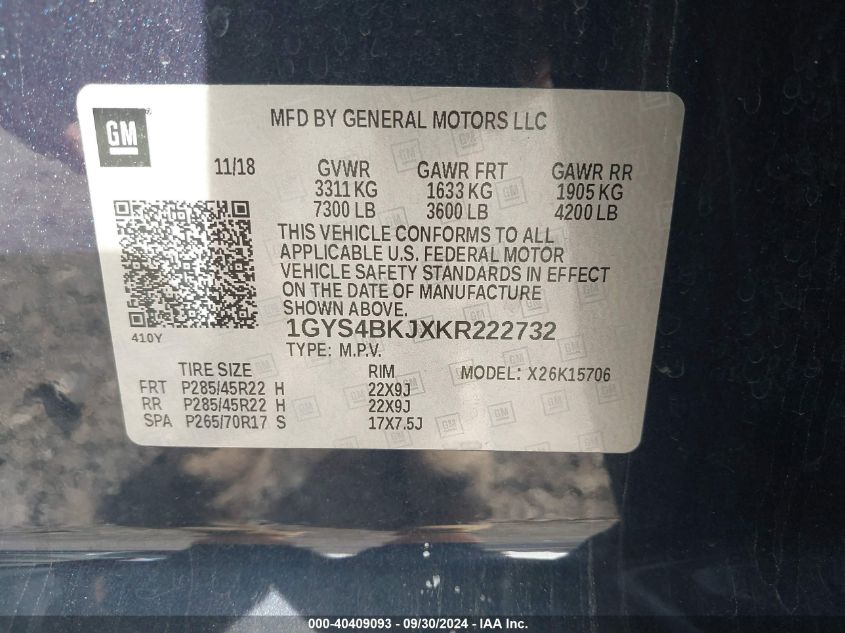 GM
MFD BY GENERAL MOTORS LLC
11/18 GVWR GAWR FRT GAWR RR
3311 KG 1633 KG 1905 KG
7300 LB 3600 LB 4200 LB
THIS VEHICLE CONFORMS TO ALL
APPLICABLE U.S. FEDERAL MOTOR
VEHICLE SAFETY STANDARDS IN EFFECT
ON THE DATE OF MANUFACTURE
SHOWN ABOVE.
410Y
1GYS4BKJXKR222732
TYPE: M.P.V.
TIRE SIZE RIM MODEL: X26K15706
FRT P285/45R22 H 22X9J
RR P285/45R22 H 22X9J
SPA P265/70R17 S 17X7.5J
000-40409093 / 09/30/2024 - IAA Inc.